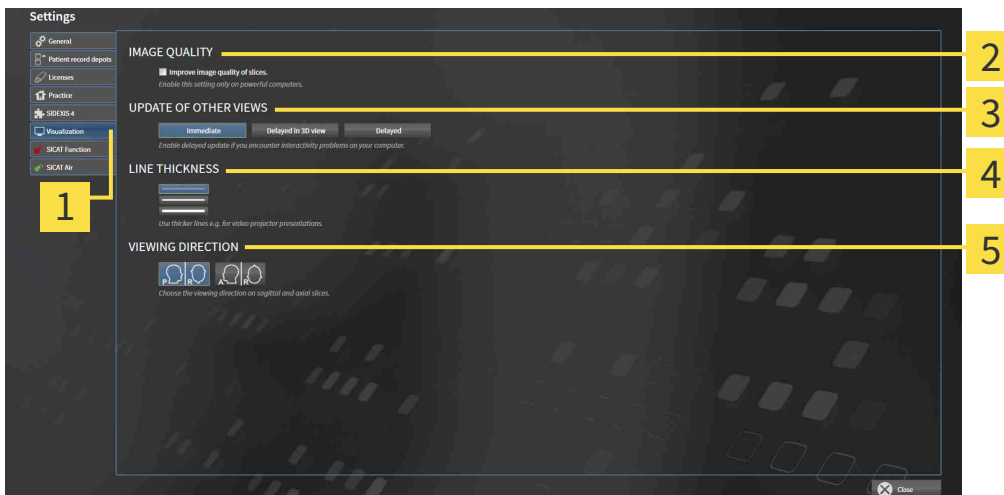 Settings
General
Patient record depots
Licenses
Practice
SIDEXIS 4
Visualization
SICAT Function
SICAT Air
1
IMAGE QUALITY
Improve image quality of slices.
Enable this setting only on powerful computers.
2
UPDATE OF OTHER VIEWS
Immediate Delayed in 3D view Delayed
Enable delayed update if you encounter interactivity problems on your computer.
3
LINE THICKNESS
Use thicker lines e.g. for video projector presentations.
4
VIEWING DIRECTION
P R A R
Choose the viewing direction on sagittal and axial slices.
5
Close